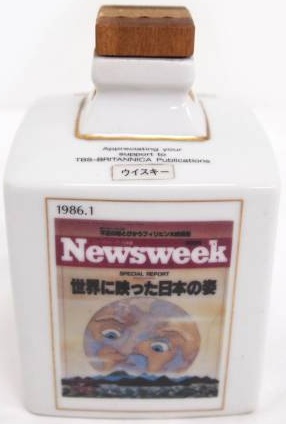 Appreciating your
support to
TBS-BRITANNICA Publications
ウイスキー
1986.1
Newsweek
SPECIAL REPORT
世界に映った日本の姿